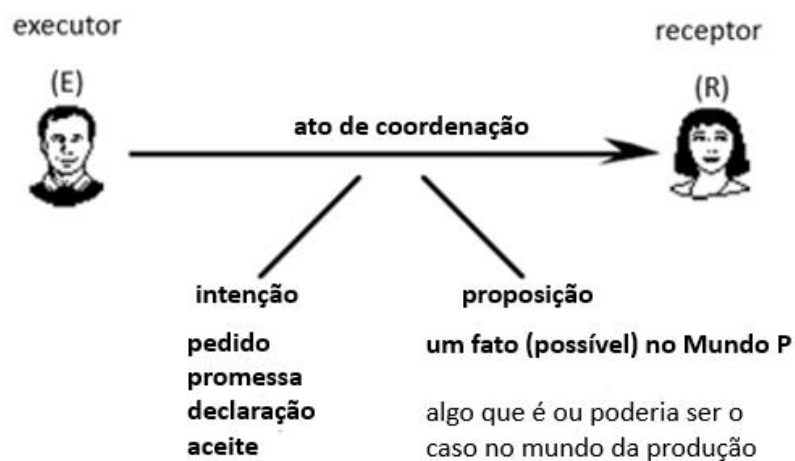 executor
(E)
receptor
(R)
ato de coordenação
intenção
pedido
promessa
declaração
aceite
proposição
um fato (possível) no Mundo P
algo que é ou poderia ser o
caso no mundo da produção